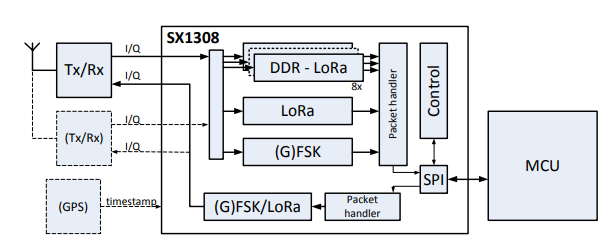 SX1308
I/Q
Tx/Rx
I/Q
DDR - LoRa
8x
Packet handler
Control
I/Q
LoRa
(Tx/Rx)
I/Q
(G)FSK
MCU
SPI
(GPS)
timestamp
(G)FSK/LoRa
Packet
handler